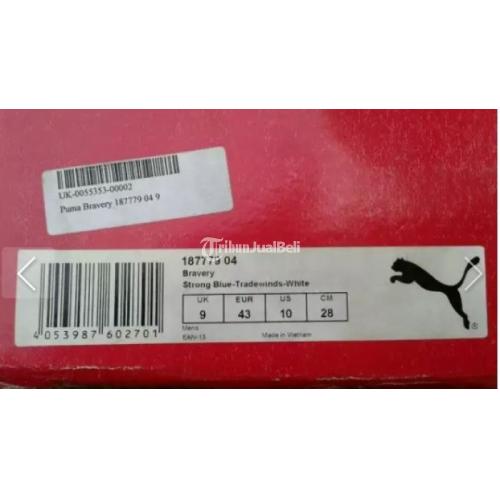 UK-0055353-00002
Puma Bravery 187779 04 9
TribunJualBeli
187779 04
Bravery
Strong Blue-Tradewinds-White
UK EUR US CM
9 43 10 28
Mens
Made in Vietnam
4 053987 602701
®